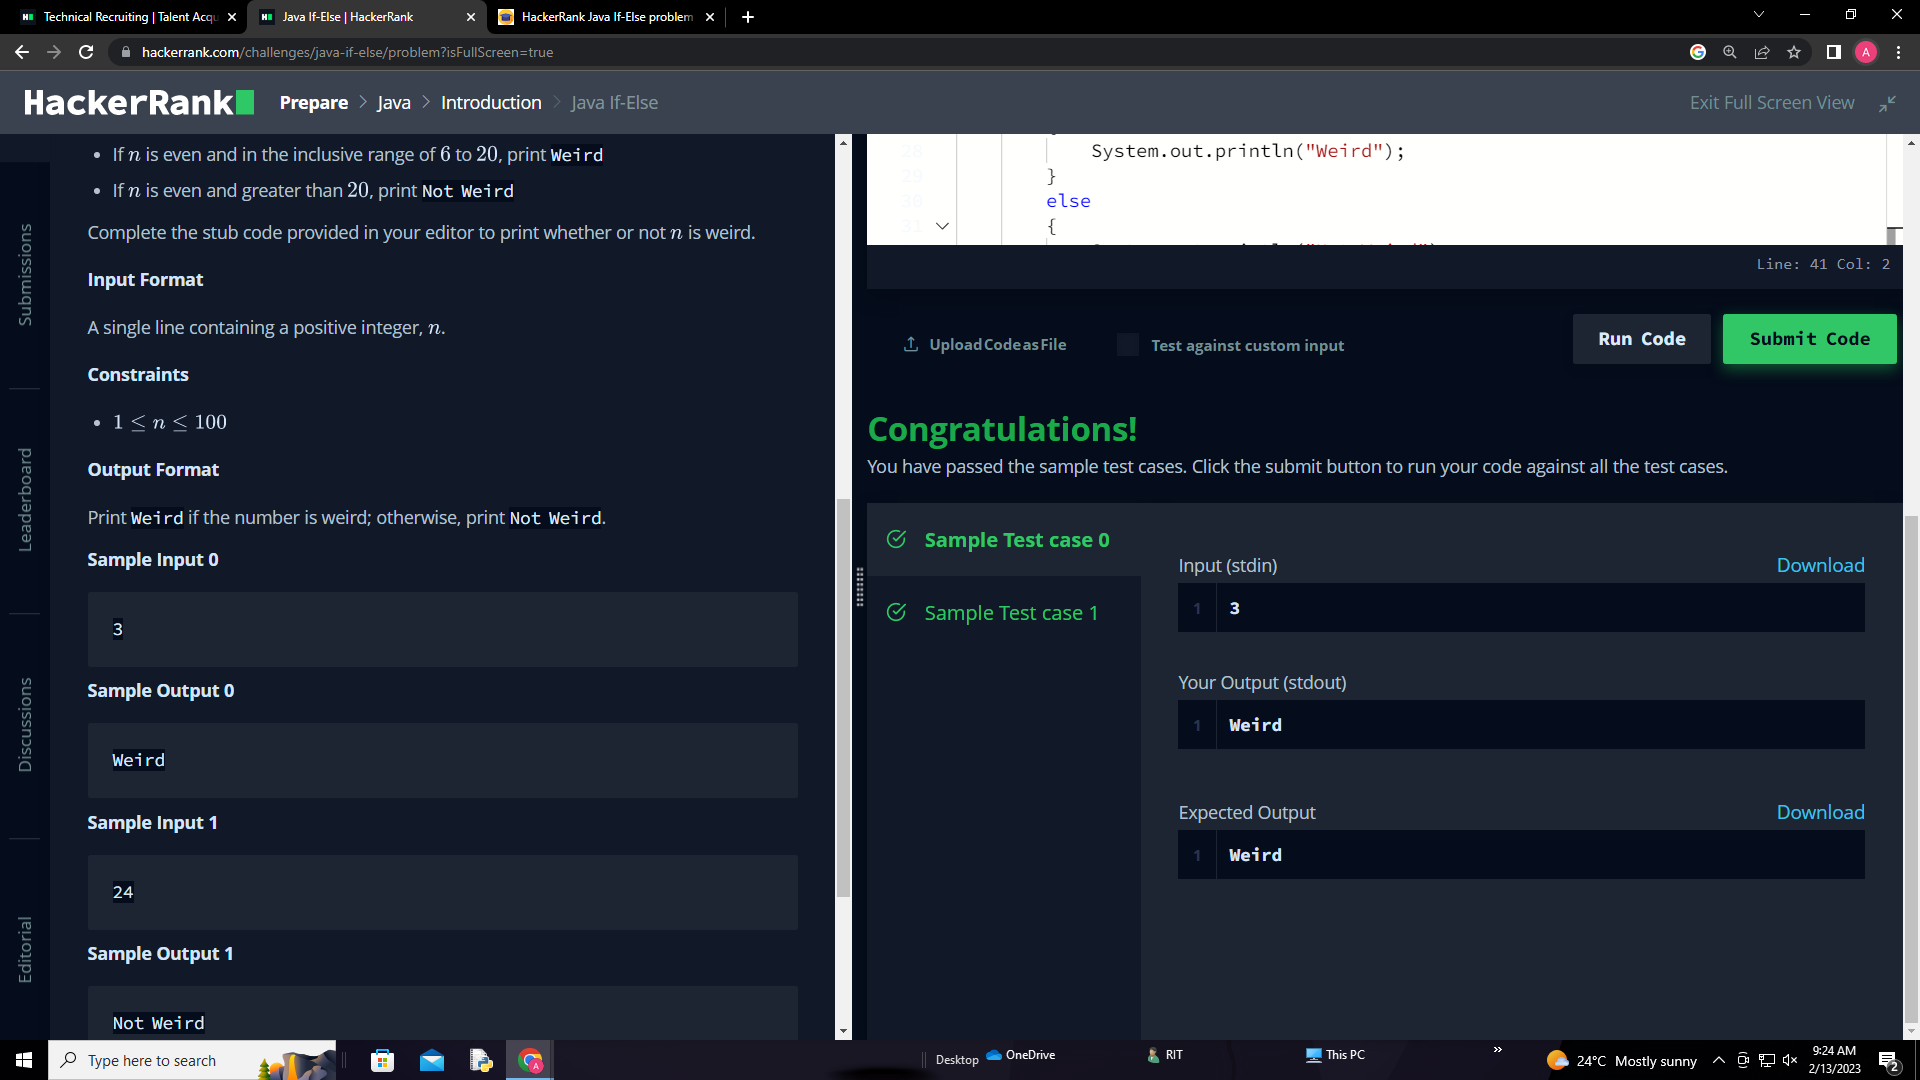 Technical Recruiting | Talent Acqu
Java If-Else | HackerRank
HackerRank Java If-Else problem
hackerrank.com/challenges/java-if-else/problem?isFullScreen=true
A
HackerRank
Prepare > Java > Introduction > Java If-Else
Exit Full Screen View
Submissions
Leaderboard
Discussions
Editorial
• If n is even and in the inclusive range of 6 to 20, print Weird
• If n is even and greater than 20, print Not Weird
Complete the stub code provided in your editor to print whether or not n is weird.
Input Format
A single line containing a positive integer, n.
Constraints
• 1 ≤ n ≤ 100
Output Format
Print Weird if the number is weird; otherwise, print Not Weird.
Sample Input 0
3
Sample Output 0
Weird
Sample Input 1
24
Sample Output 1
Not Weird
28 System.out.println("Weird");
29 }
30 else
31 {
Line: 41 Col: 2
Upload Code as File
Test against custom input
Run Code
Submit Code
Congratulations!
You have passed the sample test cases. Click the submit button to run your code against all the test cases.
Sample Test case 0
Sample Test case 1
Input (stdin)
Download
1 3
Your Output (stdout)
1 Weird
Expected Output
Download
1 Weird
Type here to search
Desktop
OneDrive
RIT
This PC
»
24°C Mostly sunny
9:24 AM
2/13/2023
2